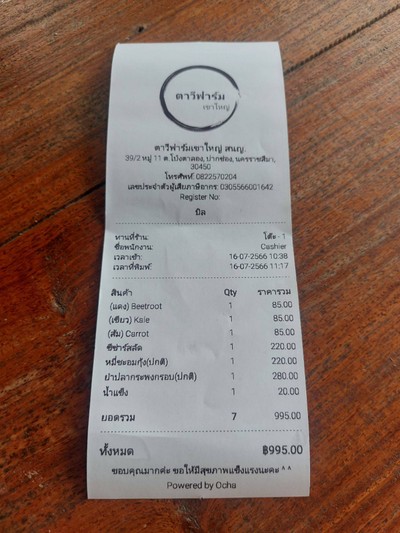 ดาวีฟาร์ม
เขาใหญ่
ดาวีฟาร์มเขาใหญ่ สนญ.
39/2 หมู่ 11 ต.โป่งตาลอง, ปากช่อง, นครราชสีมา,
30450
โทรศัพท์: 0822570204
เลขประจำตัวผู้เสียภาษีอากร: 0305566001642
Register No:
บิล
ทานที่ร้าน: โต๊ะ - 1
ชื่อพนักงาน: Cashier
เวลาเข้า: 16-07-2566 10:38
เวลาที่พิมพ์: 16-07-2566 11:17
สินค้า Qty ราคารวม
(แดง) Beetroot 1 85.00
(เขียว) Kale 1 85.00
(ส้ม) Carrot 1 85.00
ซีซ่าร์สลัด 1 220.00
หมี่ชะอมกุ้ง(ปกติ) 1 220.00
ยำปลากระพงกรอบ(ปกติ) 1 280.00
น้ำแข็ง 1 20.00
ยอดรวม 7 995.00
ทั้งหมด ฿995.00
ขอบคุณมากค่ะ ขอให้มีสุขภาพแข็งแรงนะคะ ^ ^
Powered by Ocha